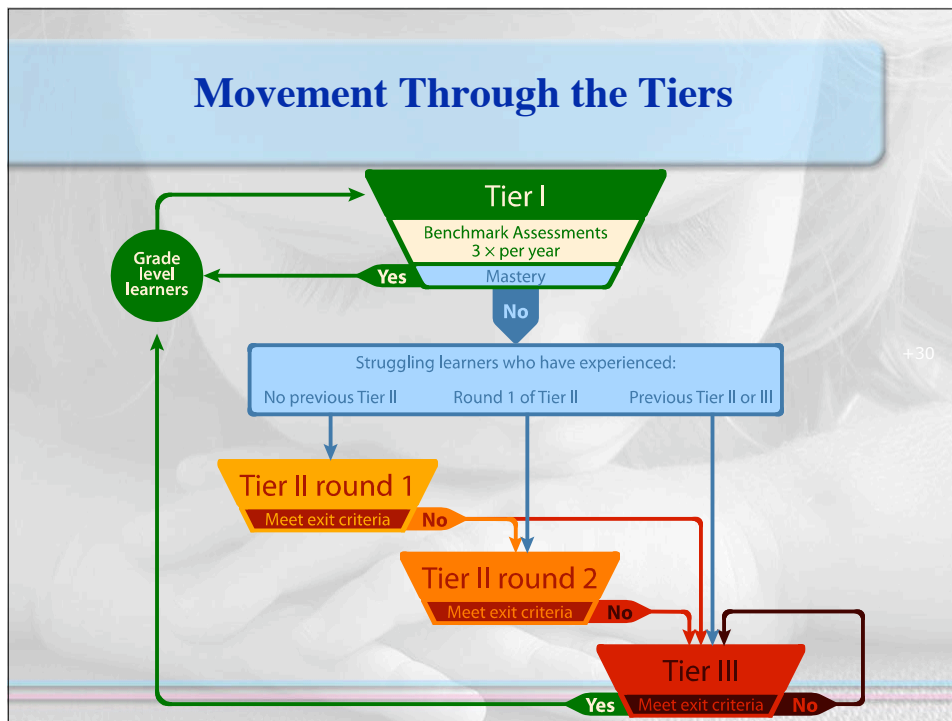 Movement Through the Tiers
Tier I
Benchmark Assessments
3 × per year
Mastery
Yes
Grade
level
learners
No
Struggling learners who have experienced:
No previous Tier II
Round 1 of Tier II
Previous Tier II or III
+30
Tier II round 1
Meet exit criteria
No
Tier II round 2
Meet exit criteria
No
Tier III
Meet exit criteria
Yes
No